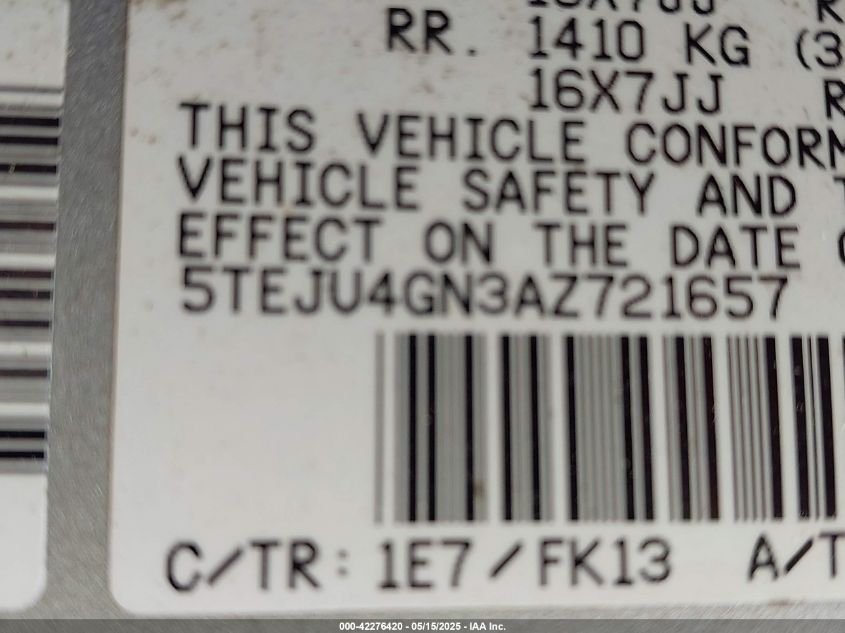 RR. 1410 KG (3
16X7JJ R
THIS VEHICLE CONFORM
VEHICLE SAFETY AND T
EFFECT ON THE DATE O
5TEJU4GN3AZ721657
C/TR: 1E7/FK13 A/T
000-42276420 - 05/15/2025 - IAA Inc.